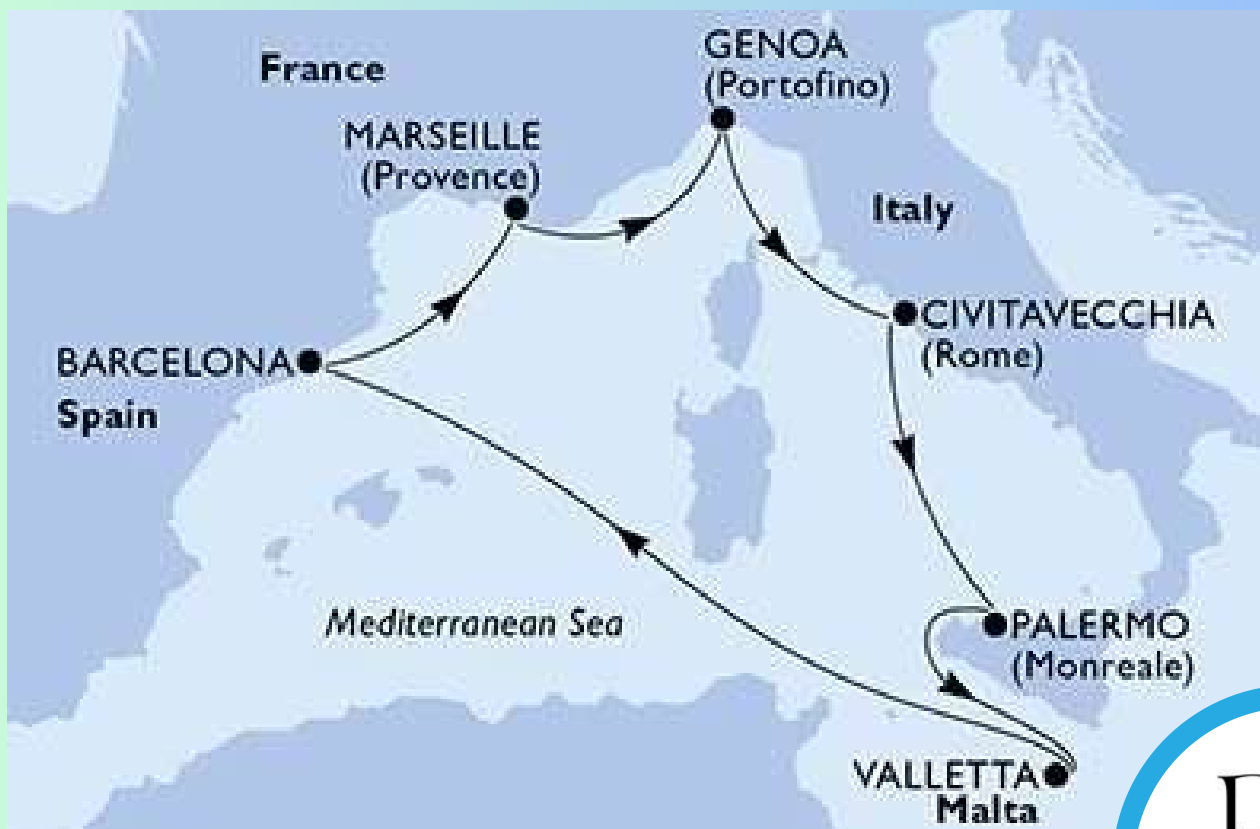 France
GENOA
(Portofino)
MARSEILLE
(Provence)
Italy
CIVITAVECCHIA
(Rome)
BARCELONA
Spain
Mediterranean Sea
PALERMO
(Monreale)
VALLETTA
Malta